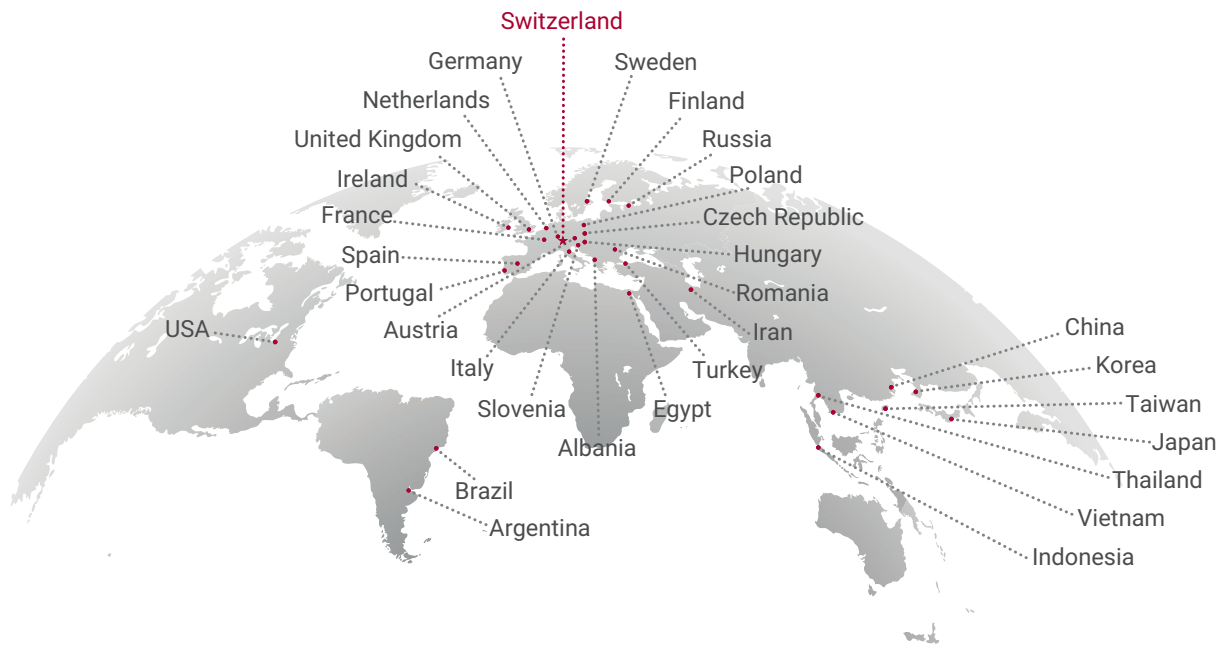 Switzerland
Germany
Sweden
Netherlands
Finland
United Kingdom
Russia
Ireland
Poland
France
Czech Republic
Spain
Hungary
Portugal
Romania
USA
Austria
Iran
China
Italy
Turkey
Korea
Slovenia
Egypt
Taiwan
Albania
Japan
Brazil
Thailand
Argentina
Vietnam
Indonesia